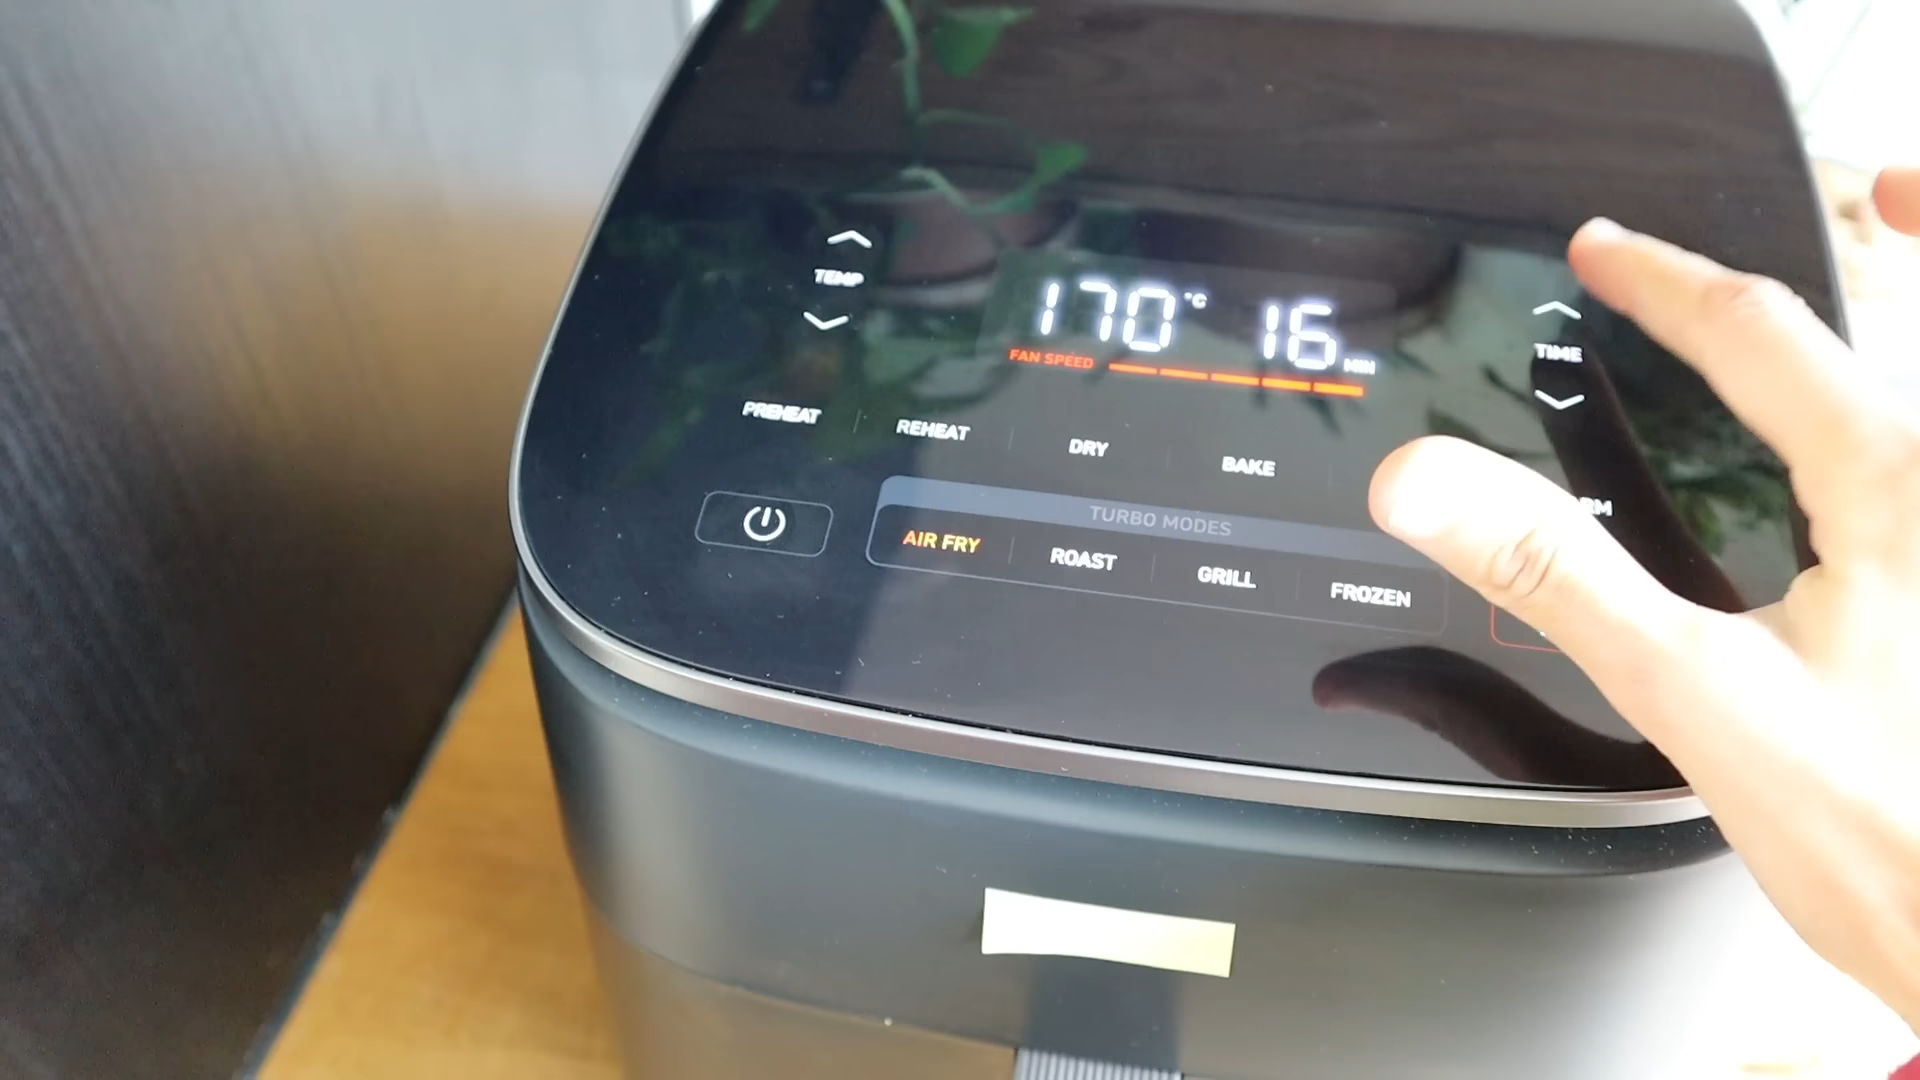 TEMP
170 °C 16 MIN
FAN SPEED
TIME
PREHEAT REHEAT DRY BAKE
TURBO MODES
AIR FRY ROAST GRILL FROZEN